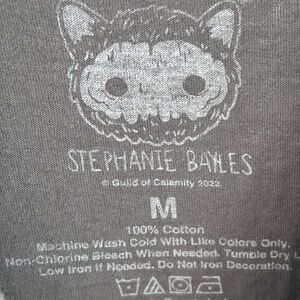 STEPHANIE BAYLES
© Guild of Calamity 2022.
M
100% Cotton
Machine Wash Cold With Like Colors Only.
Non-Chlorine Bleach When Needed. Tumble Dry L
Low Iron If Needed. Do Not Iron Decoration.